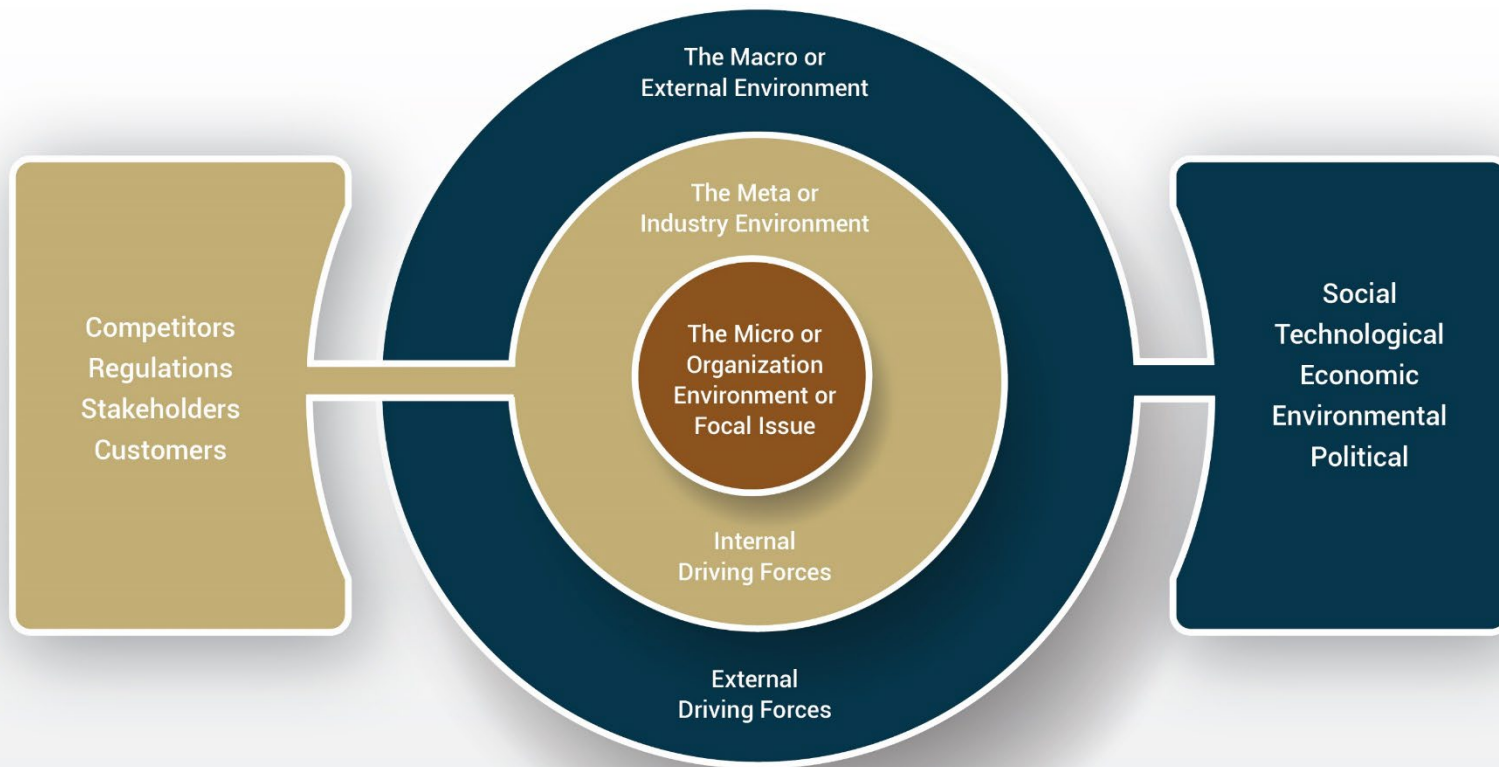 The Macro or
External Environment
The Meta or
Industry Environment
The Micro or
Organization
Environment or
Focal Issue
Internal
Driving Forces
External
Driving Forces
Competitors
Regulations
Stakeholders
Customers
Social
Technological
Economic
Environmental
Political